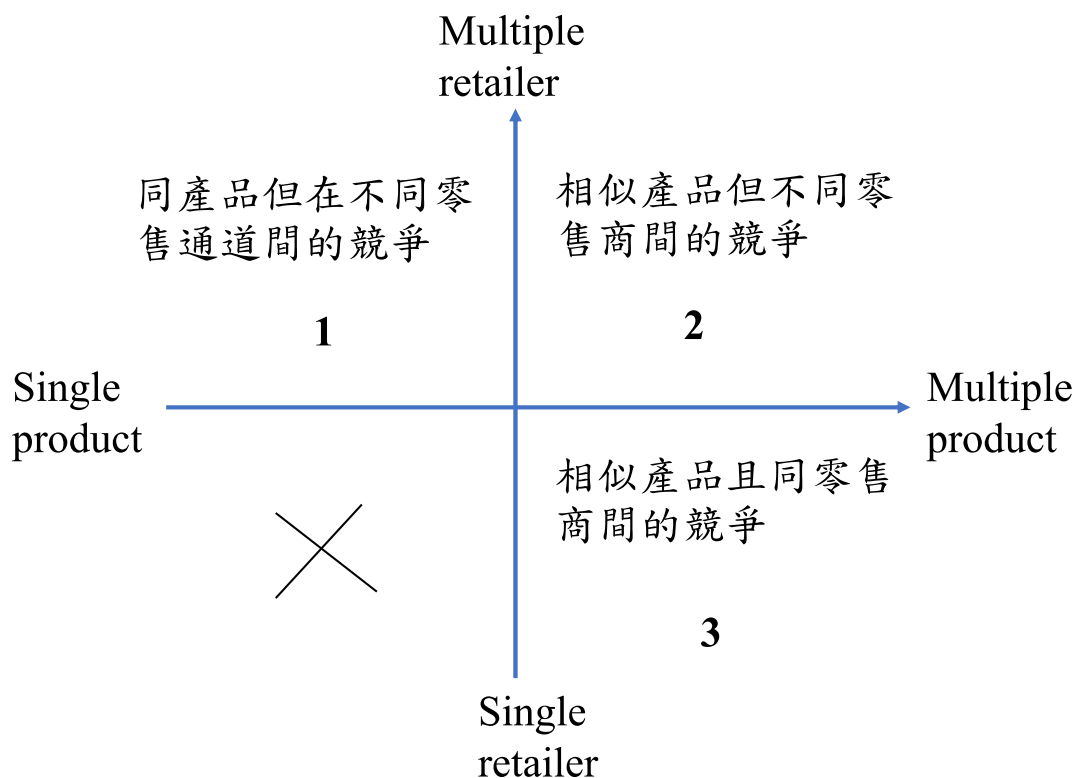 Multiple
retailer
同產品但在不同零
售通道間的競爭
1
相似產品但不同零
售商間的競爭
2
Single
product
Multiple
product
相似產品且同零售
商間的競爭
3
Single
retailer